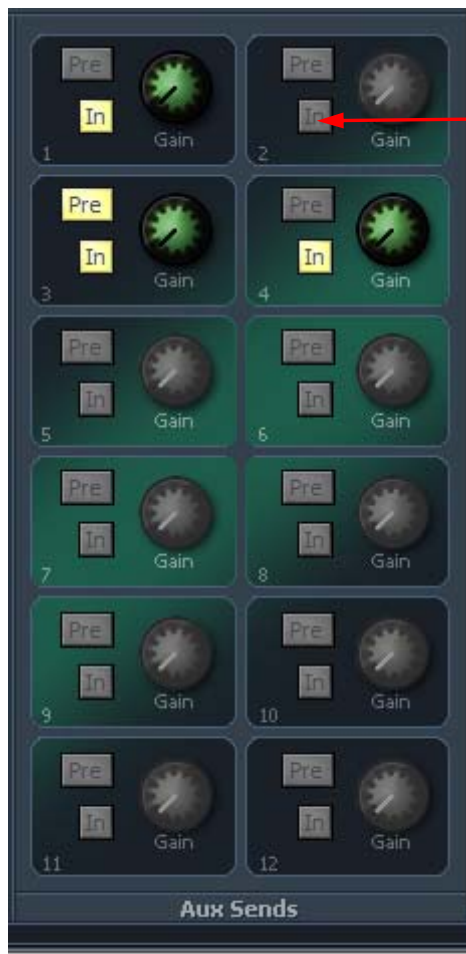 Pre
In
Gain
1
Pre
In
Gain
2
Pre
In
Gain
3
Pre
In
Gain
4
Pre
In
Gain
5
Pre
In
Gain
6
Pre
In
Gain
7
Pre
In
Gain
8
Pre
In
Gain
9
Pre
In
Gain
10
Pre
In
Gain
11
Pre
In
Gain
12
Aux Sends